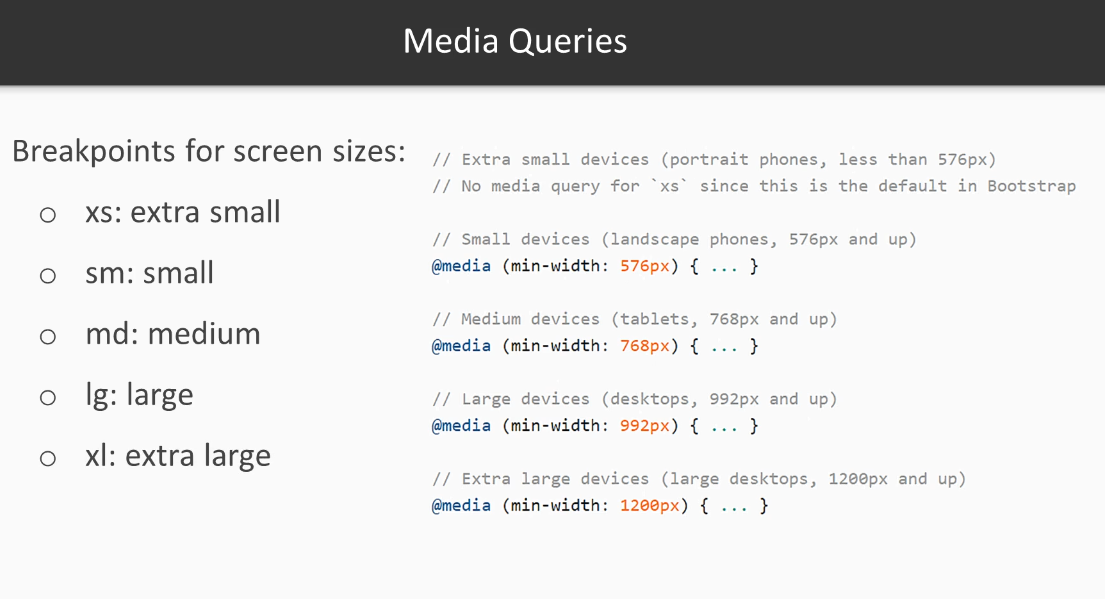 Media Queries
Breakpoints for screen sizes:
○ xs: extra small
○ sm: small
○ md: medium
○ lg: large
○ xl: extra large
// Extra small devices (portrait phones, less than 576px)
// No media query for `xs` since this is the default in Bootstrap
// Small devices (landscape phones, 576px and up)
@media (min-width: 576px) { ... }
// Medium devices (tablets, 768px and up)
@media (min-width: 768px) { ... }
// Large devices (desktops, 992px and up)
@media (min-width: 992px) { ... }
// Extra large devices (large desktops, 1200px and up)
@media (min-width: 1200px) { ... }